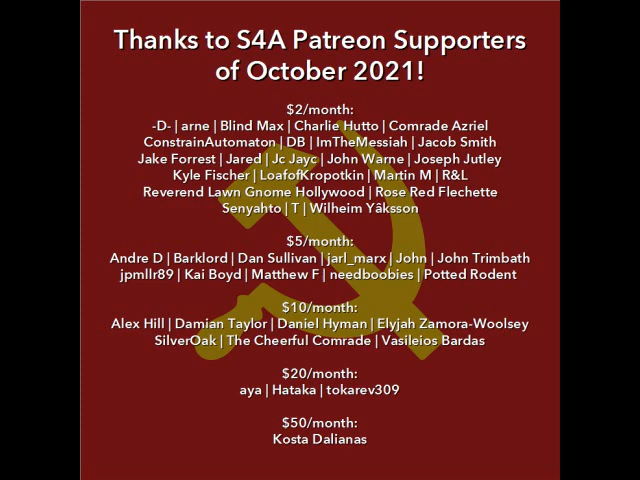 Thanks to S4A Patreon Supporters
of October 2021!
$2/month:
-D- | arne | Blind Max | Charlie Hutto | Comrade Azriel
ConstrainAutomaton | DB | ImTheMessiah | Jacob Smith
Jake Forrest | Jared | Jc Jayc | John Warne | Joseph Jutley
Kyle Fischer | LoafofKropotkin | Martin M | R&L
Reverend Lawn Gnome Hollywood | Rose Red Flechette
Senyahto | T | Wilheim Yâksson
$5/month:
Andre D | Barklord | Dan Sullivan | jarl_marx | John | John Trimbath
jpmllr89 | Kai Boyd | Matthew F | needboobies | Potted Rodent
$10/month:
Alex Hill | Damian Taylor | Daniel Hyman | Elyjah Zamora-Woolsey
SilverOak | The Cheerful Comrade | Vasileios Bardas
$20/month:
aya | Hataka | tokarev309
$50/month:
Kosta Dalianas